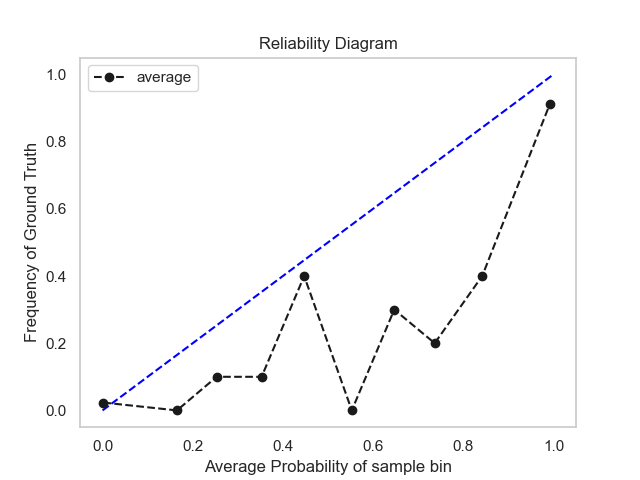 Reliability Diagram
average
1.0
0.8
0.6
0.4
0.2
0.0
Frequency of Ground Truth
0.0 0.2 0.4 0.6 0.8 1.0
Average Probability of sample bin